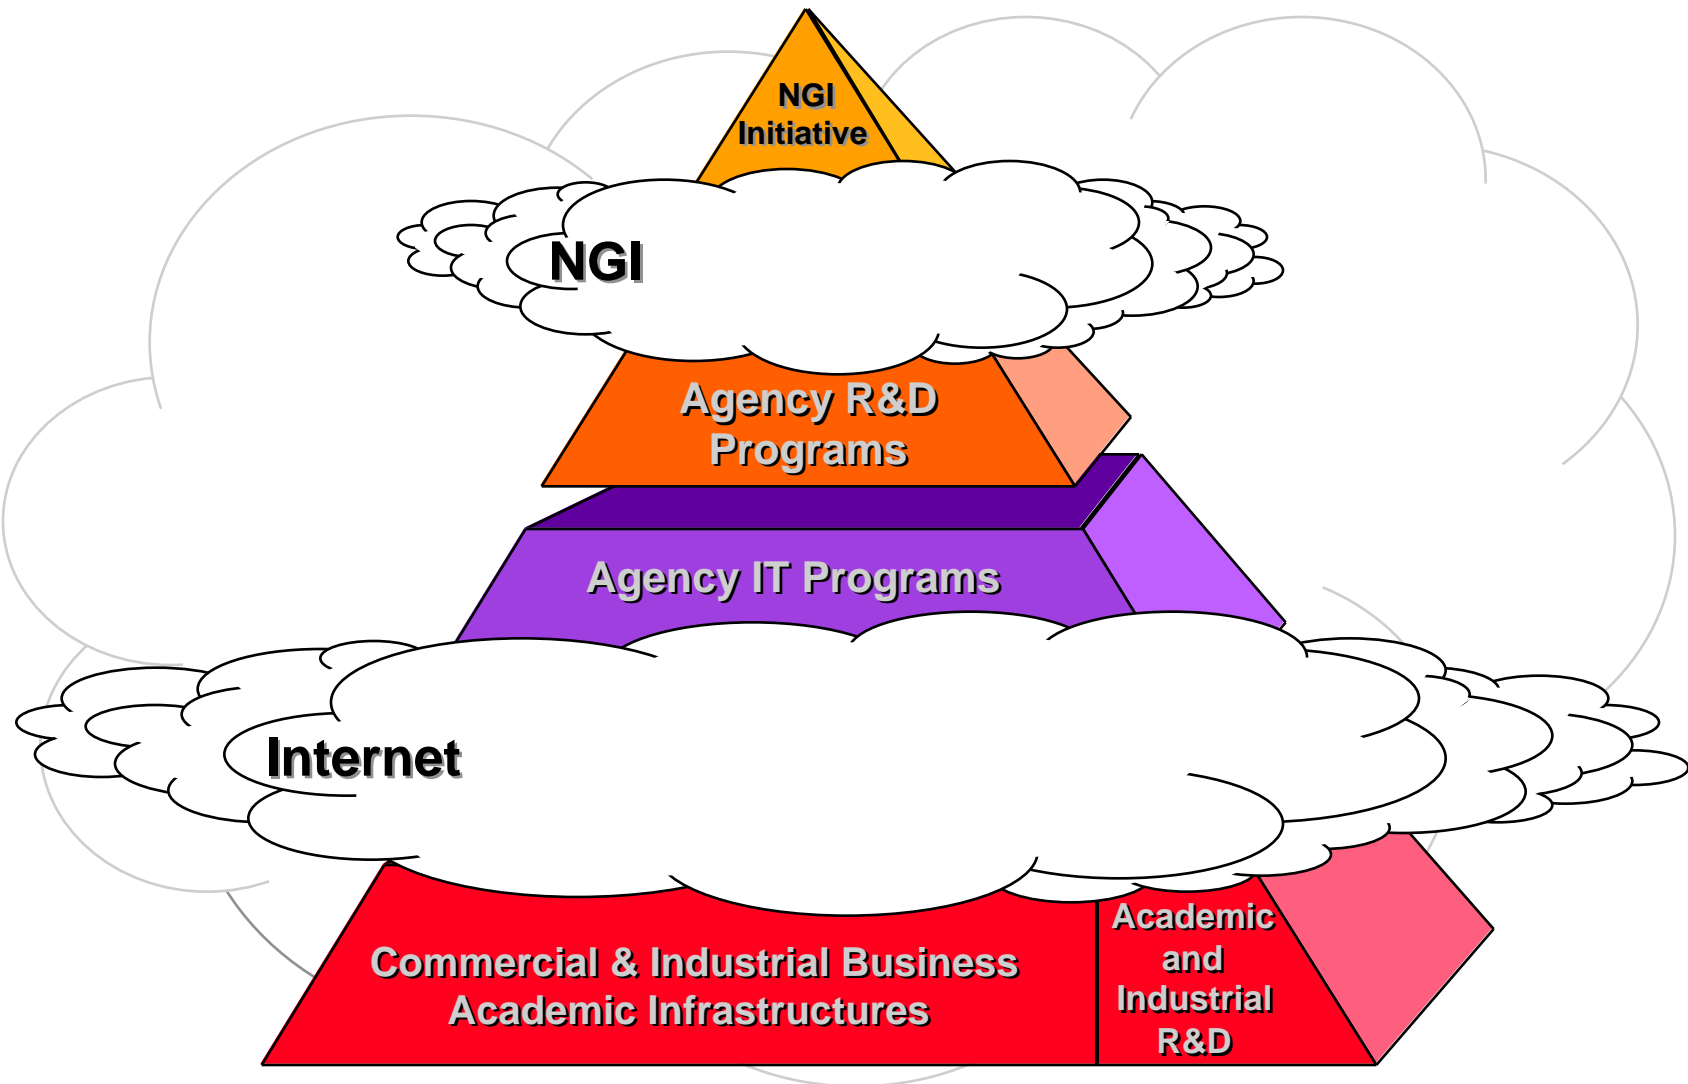 NGI
Initiative
NGI
Agency R&D
Programs
Agency IT Programs
Internet
Commercial & Industrial Business
Academic Infrastructures
Academic
and
Industrial
R&D